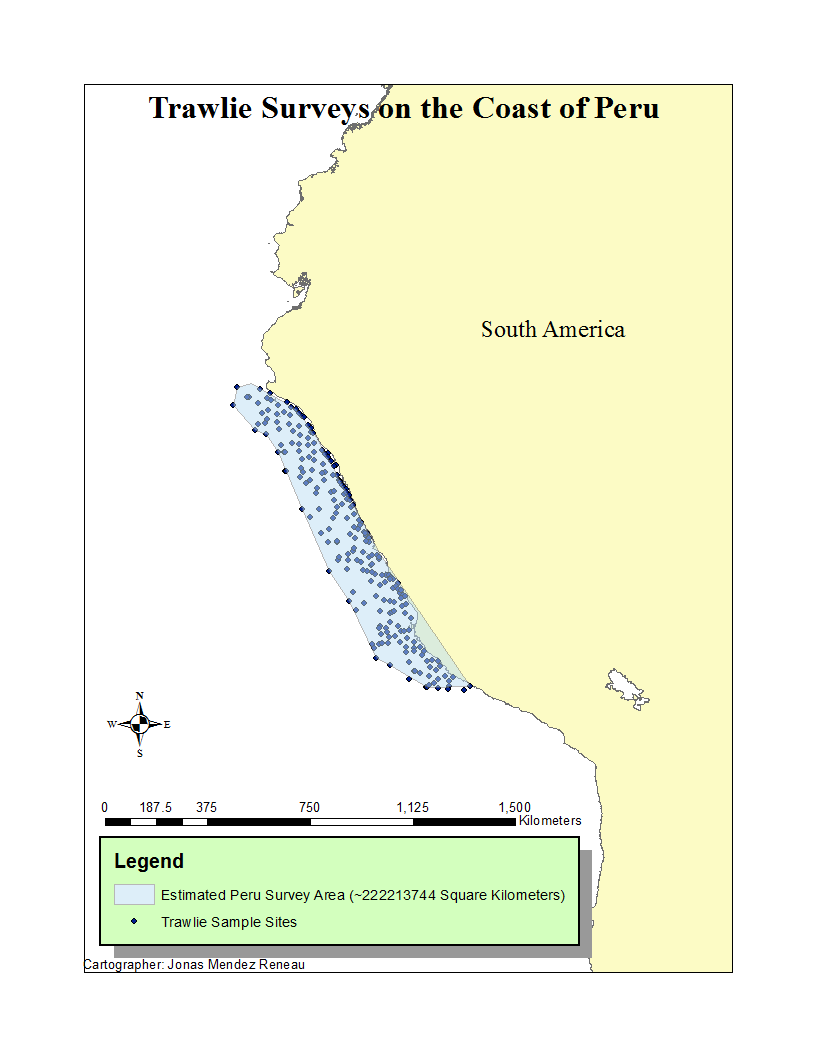 Trawlie Surveys on the Coast of Peru
South America
N
W E
S
0 187.5 375 750 1,125 1,500
Kilometers
Legend
Estimated Peru Survey Area (~222213744 Square Kilometers)
Trawlie Sample Sites
Cartographer: Jonas Mendez Reneau